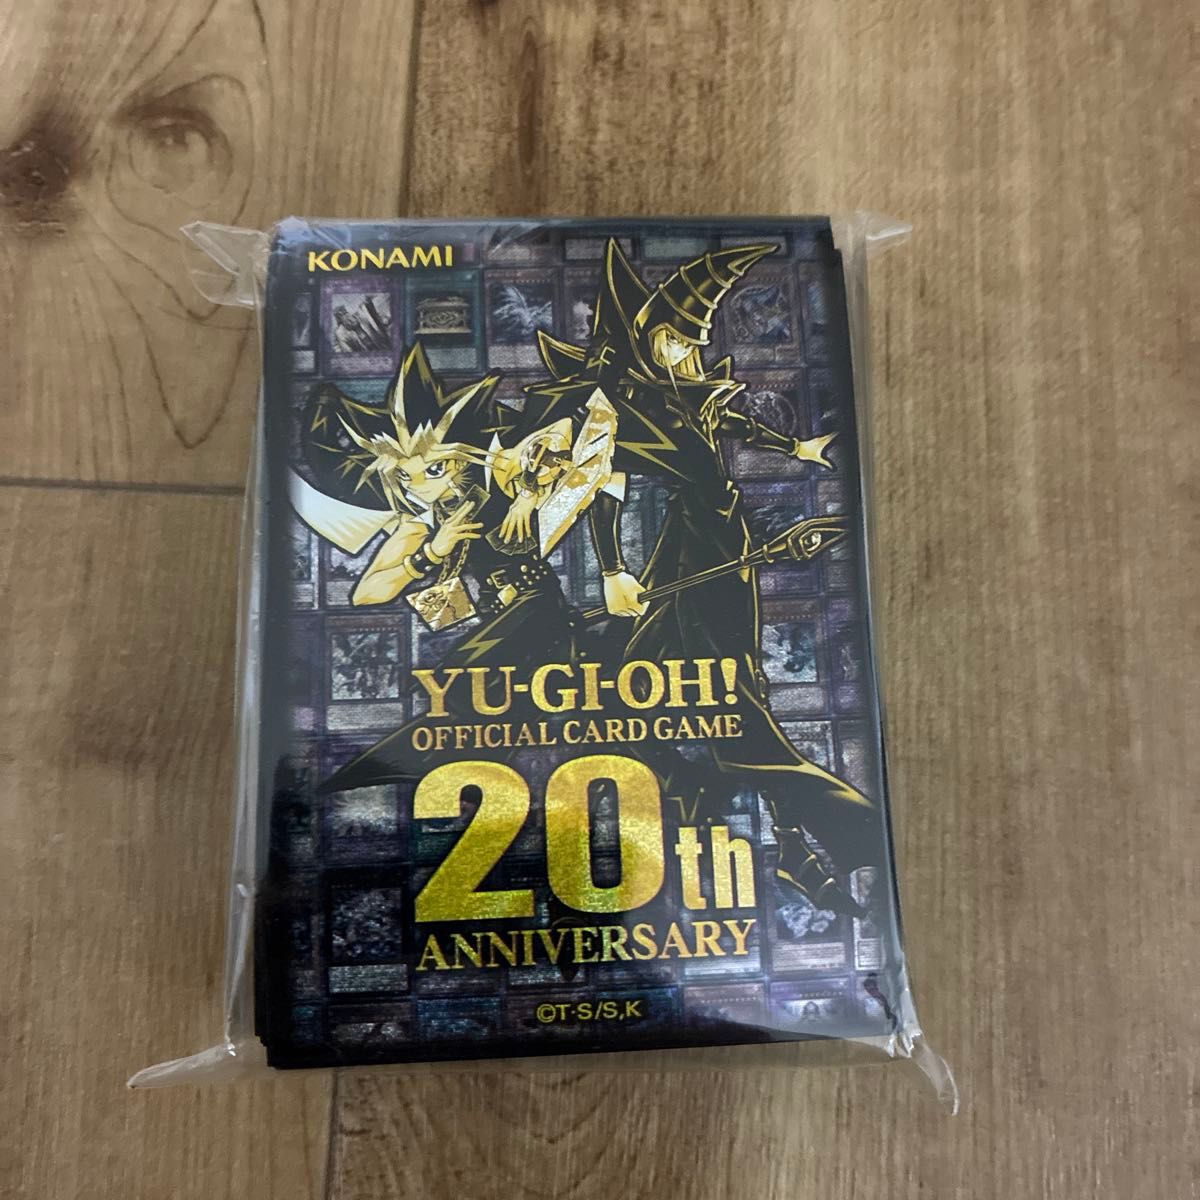 KONAMI
YU-GI-OH!
OFFICIAL CARD GAME
20th
ANNIVERSARY
©T·S/S,K